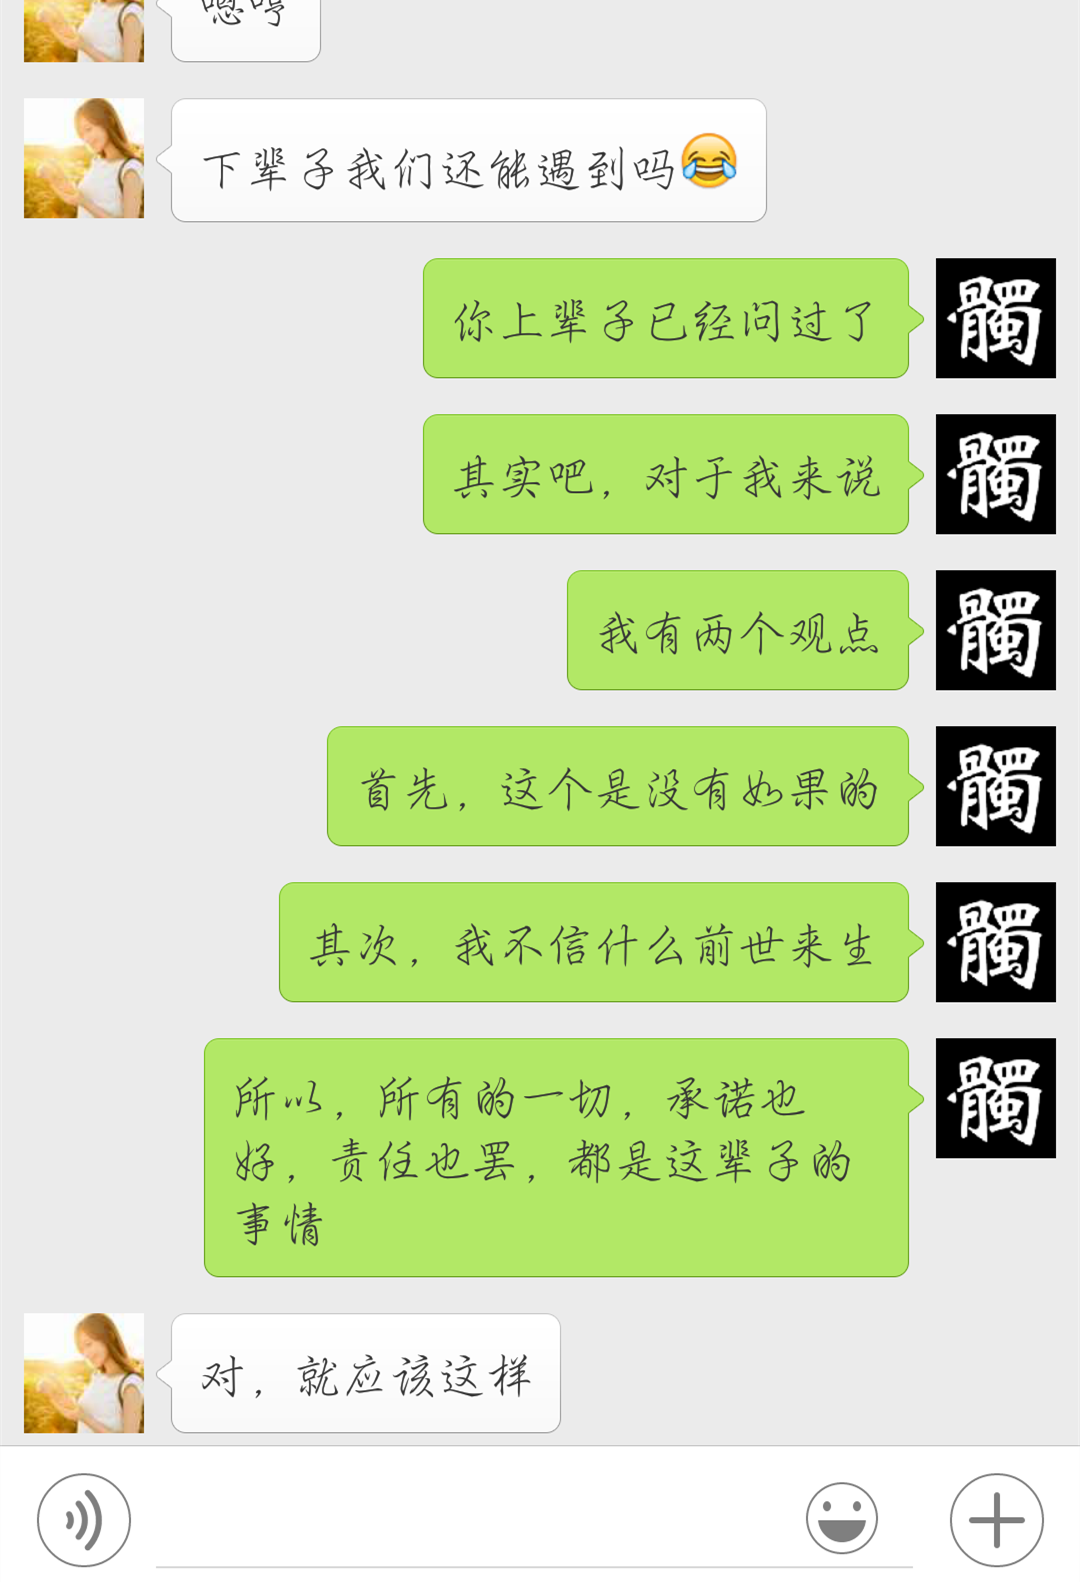 嗯哼
下辈子我们还能遇到吗😂
你上辈子已经问过了
髑
其实吧，对于我来说
髑
我有两个观点
髑
首先，这个是没有如果的
髑
其次，我不信什么前世来生
髑
所以，所有的一切，承诺也
好，责任也罢，都是这辈子的
事情
髑
对，就应该这样